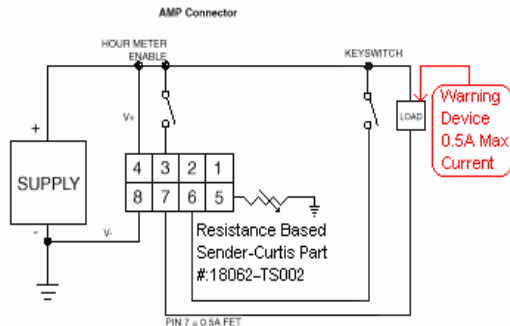 AMP Connector
HOUR METER
ENABLE
KEYSWITCH
V+
LOAD
Warning
Device
0.5A Max
Current
+
SUPPLY
-
4 3 2 1
8 7 6 5
V-
Resistance Based
Sender-Curtis Part
#:18062-TS002
PIN 7 = 0.5A FET